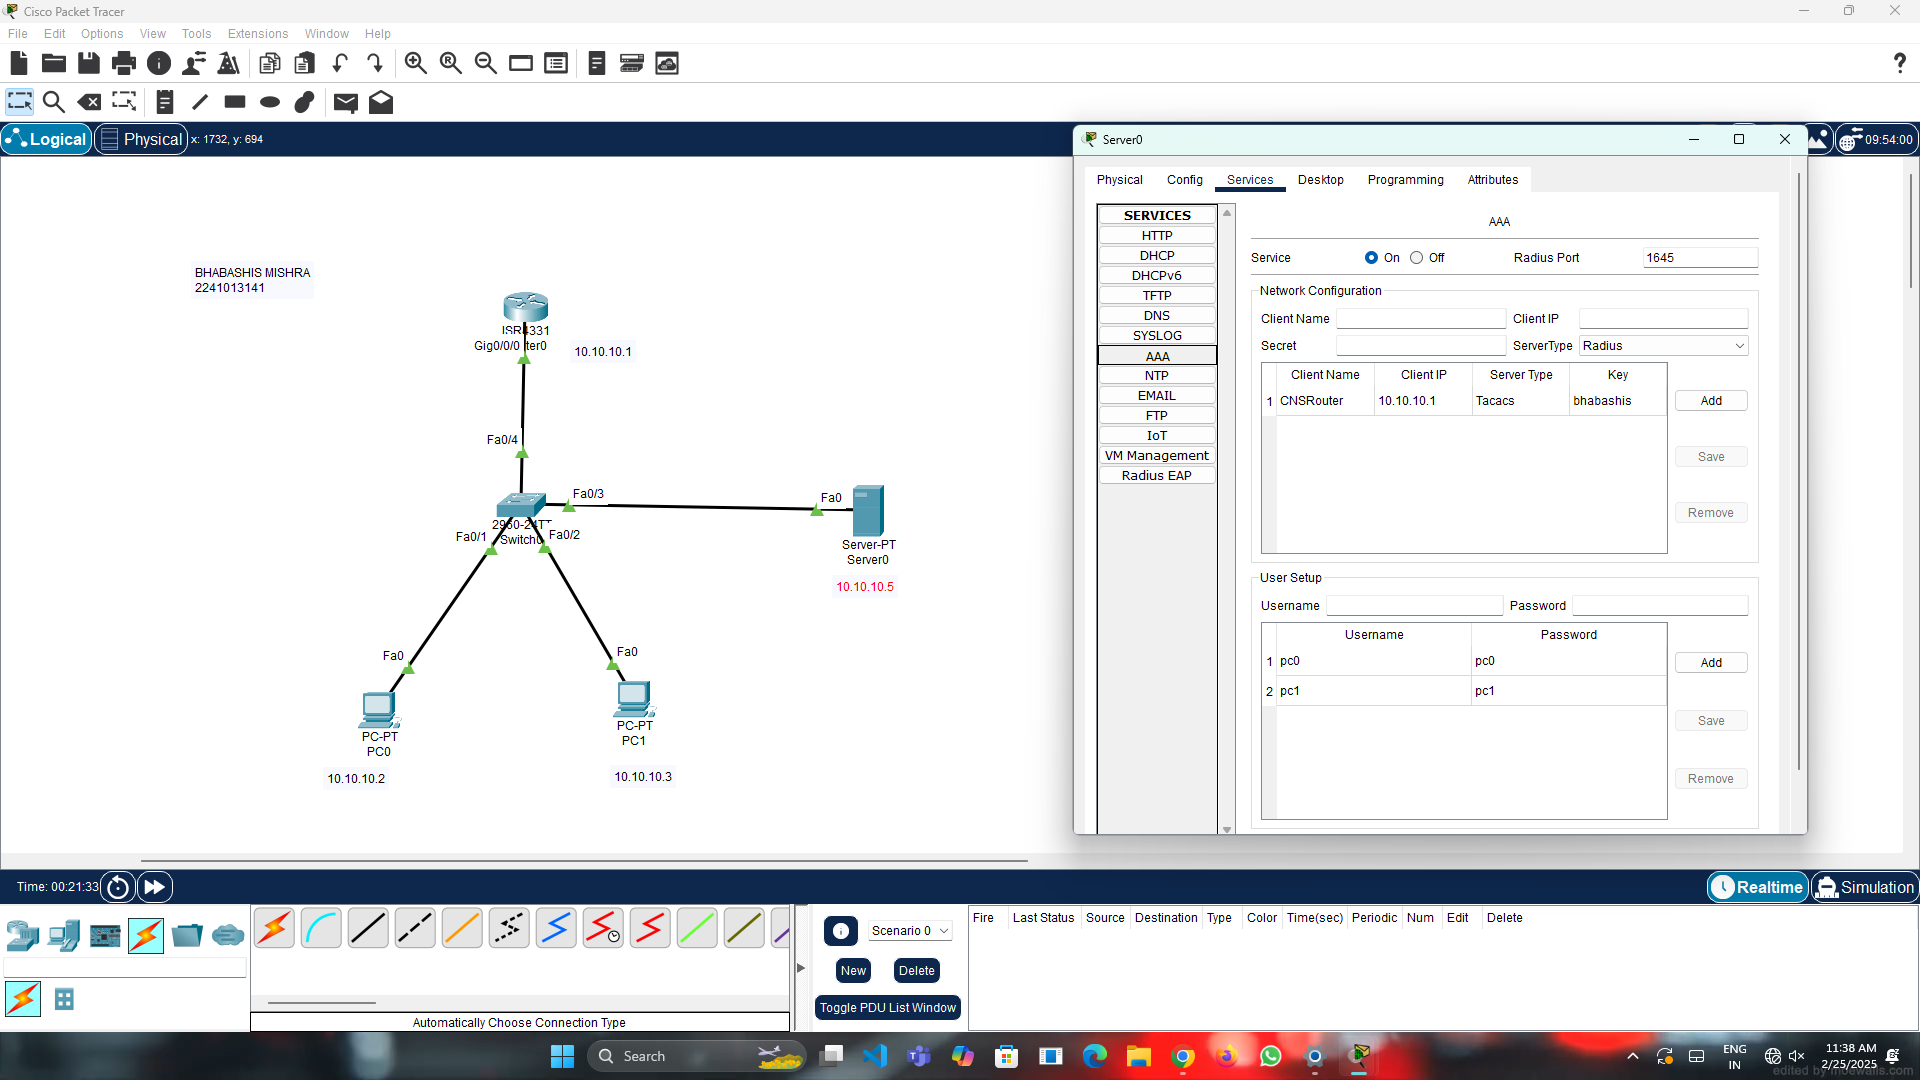 Cisco Packet Tracer
File Edit Options View Tools Extensions Window Help
Logical Physical x: 1732, y: 694
09:54:00
BHABASHIS MISHRA
2241013141
ISR4331
Gig0/0/0 ter0
10.10.10.1
Fa0/4
Fa0/3
Fa0
2960-24TT
Switch0
Fa0/1
Fa0/2
Server-PT
Server0
10.10.10.5
Fa0
Fa0
PC-PT
PC0
10.10.10.2
PC-PT
PC1
10.10.10.3
Server0
Physical Config Services Desktop Programming Attributes
SERVICES
HTTP
DHCP
DHCPv6
TFTP
DNS
SYSLOG
AAA
NTP
EMAIL
FTP
IoT
VM Management
Radius EAP
AAA
Service On Off Radius Port 1645
Network Configuration
Client Name Client IP
Secret ServerType Radius
Client Name Client IP Server Type Key
1 CNSRouter 10.10.10.1 Tacacs bhabashis
Add
Save
Remove
User Setup
Username Password
Username Password
1 pc0 pc0
2 pc1 pc1
Add
Save
Remove
Time: 00:21:33
Realtime Simulation
Automatically Choose Connection Type
Scenario 0
New Delete
Toggle PDU List Window
Fire Last Status Source Destination Type Color Time(sec) Periodic Num Edit Delete
Search
ENG
IN
11:38 AM
2/25/2025
edited by moewalls.com